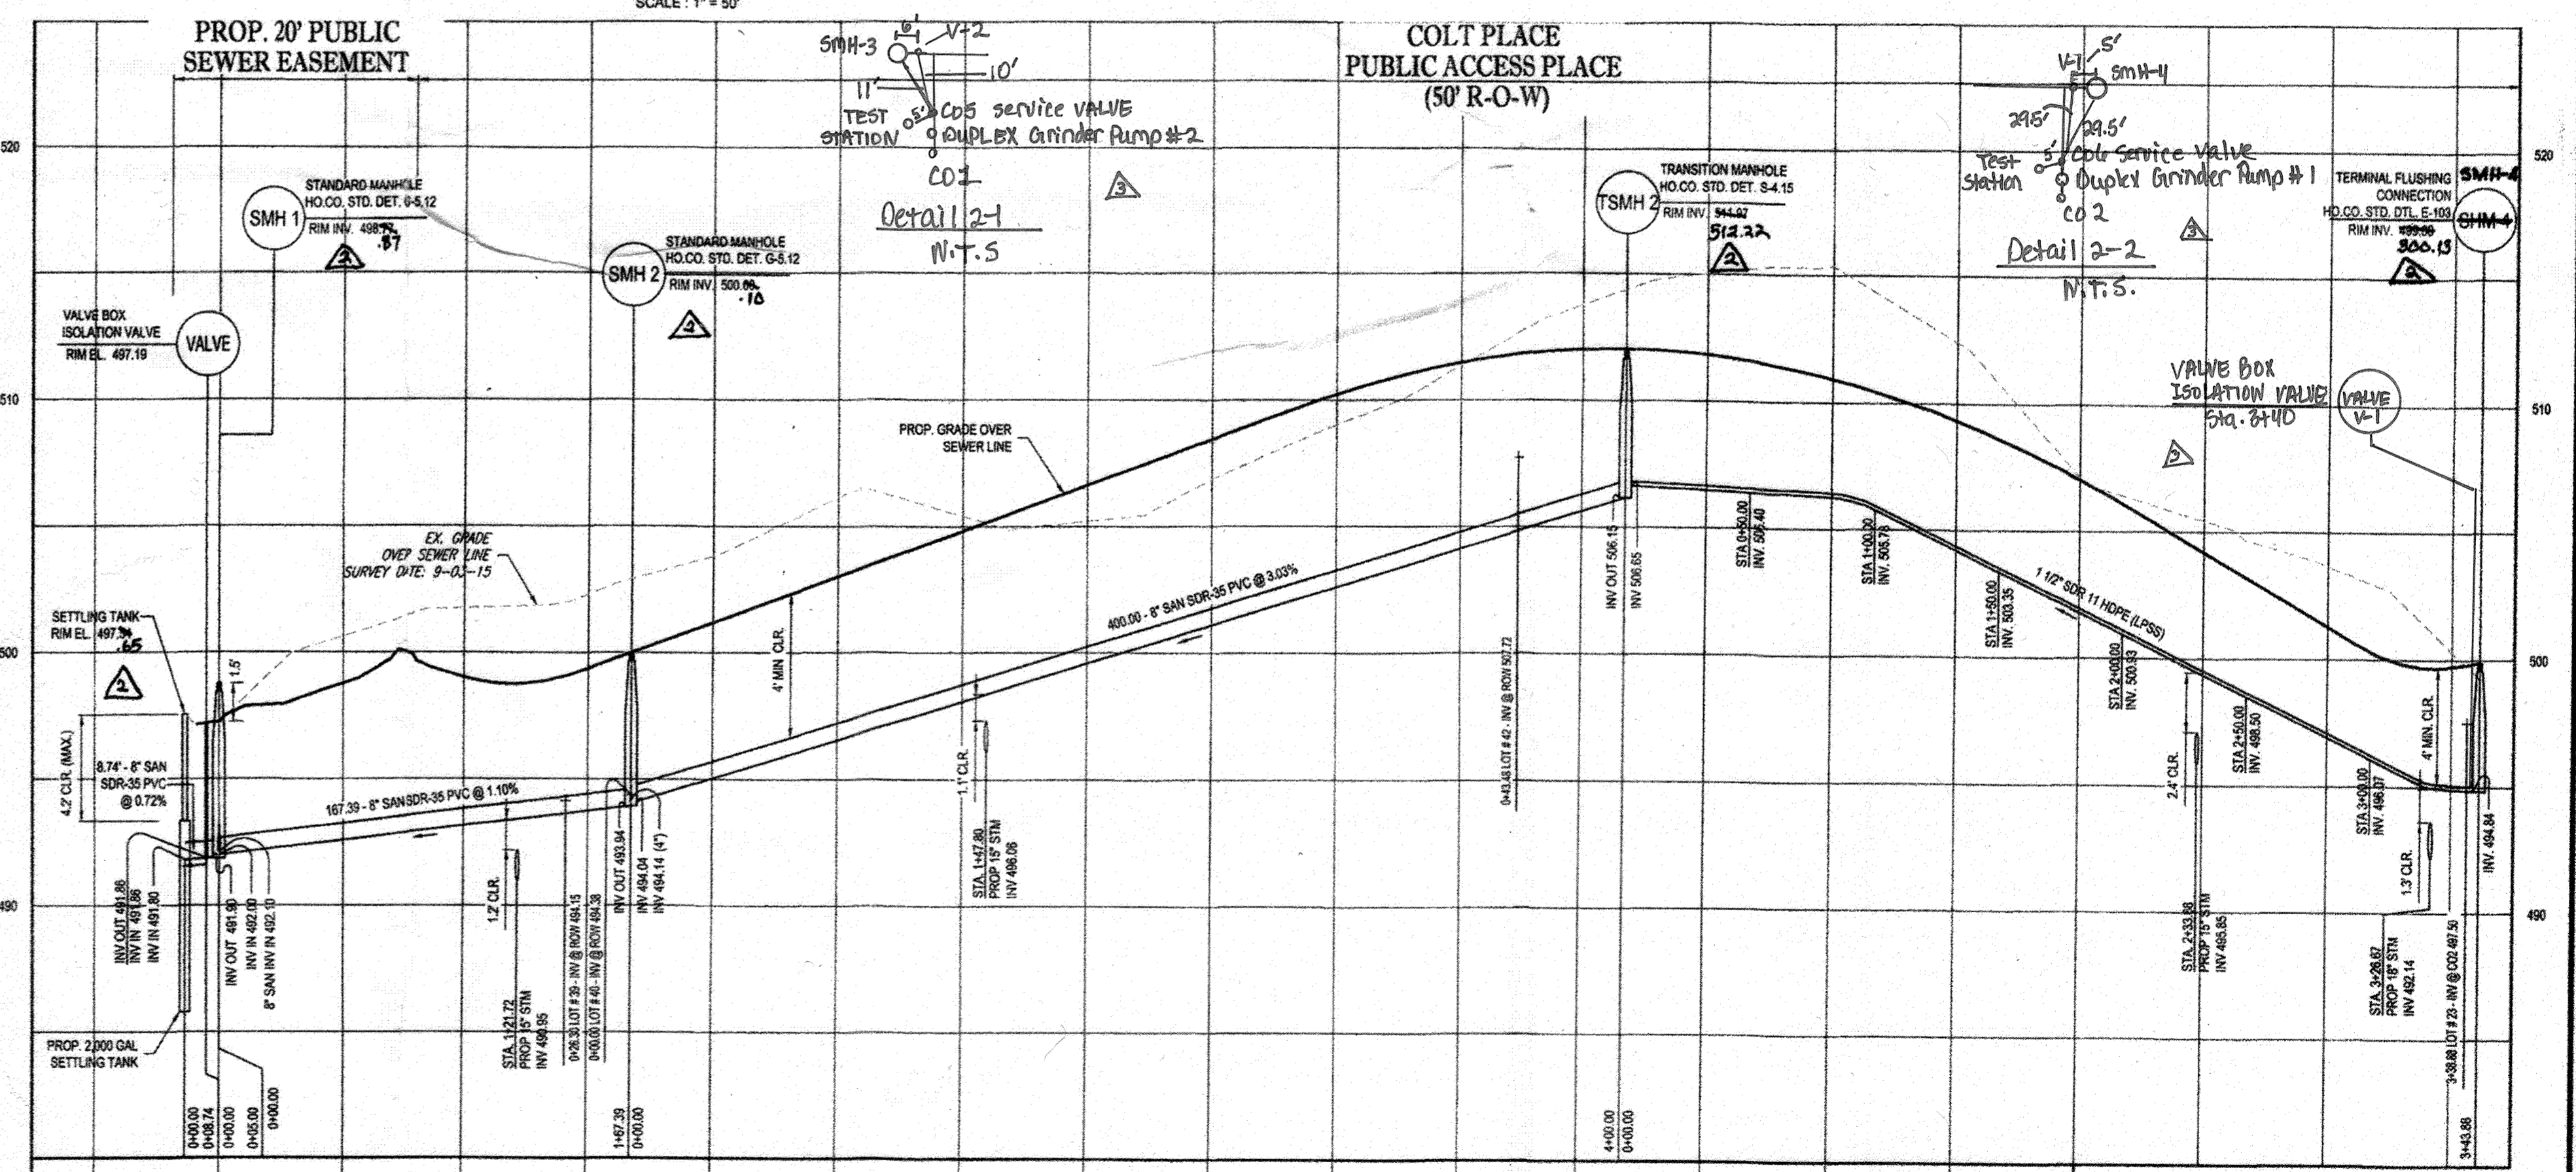 SCALE : 1" = 50'
PROP. 20' PUBLIC
SEWER EASEMENT
SMH-3
6'
V-2
10'
11'
TEST
STATION
5'
CO5 Service VALVE
DUPLEX Grinder Pump #2
CO1
Detail 2-1
N.T.S
3
COLT PLACE
PUBLIC ACCESS PLACE
(50' R-O-W)
V-1
5'
SMH-4
29.5'
29.5'
Test
Station
5'
CO6 Service Valve
Duplex Grinder Pump #1
CO2
Detail 2-2
N.T.S.
3
520
520
SMH 1
STANDARD MANHOLE
HO.CO. STD. DET. G-5.12
RIM INV. 498.77
.87
2
SMH 2
STANDARD MANHOLE
HO.CO. STD. DET. G-5.12
RIM INV. 500.00
.10
2
TSMH 2
TRANSITION MANHOLE
HO.CO. STD. DET. S-4.15
RIM INV. 511.97
512.22
2
TERMINAL FLUSHING
CONNECTION
HO.CO. STD. DTL. E-103
RIM INV.
500.13
2
SMH-4
SHM-4
VALVE BOX
ISOLATION VALVE
RIM EL. 497.19
VALVE
VALVE BOX
ISOLATION VALVE
Sta. 3+40
VALVE
V-1
3
510
510
PROP. GRADE OVER
SEWER LINE
EX. GRADE
OVER SEWER LINE
SURVEY DATE: 9-03-15
SETTLING TANK
RIM EL. 497.34
.65
2
500
500
1.5'
4' MIN CLR.
400.00 - 8" SAN SDR-35 PVC @ 3.03%
INV OUT 506.15
INV 506.65
STA 0+50.00
INV. 506.40
STA 1+00.00
INV. 505.78
STA 1+50.00
INV. 503.35
1 1/2" SDR 11 HDPE (LPSS)
STA 2+00.00
INV. 500.93
STA 2+50.00
INV. 498.50
STA 3+00.00
INV. 496.07
4' MIN. CLR.
4.2' CLR. (MAX.)
8.74' - 8" SAN
SDR-35 PVC
@ 0.72%
167.39 - 8" SAN SDR-35 PVC @ 1.10%
1.1' CLR.
0+43.48 LOT # 42 - INV @ ROW 507.72
2.4' CLR.
1.3' CLR.
INV. 494.84
490
490
INV OUT 491.86
INV IN 491.86
INV IN 491.80
INV OUT 491.90
INV IN 492.00
8" SAN INV IN 492.10
1.2' CLR.
STA. 1+21.72
PROP 15" STM
INV 490.95
0+26.30 LOT # 39 - INV @ ROW 494.15
0+00.00 LOT # 40 - INV @ ROW 494.38
INV OUT 493.94
INV 494.04
INV 494.14 (4")
STA. 1+47.80
PROP 15" STM
INV 496.06
STA. 2+33.88
PROP 15" STM
INV 495.85
STA. 3+26.67
PROP 18" STM
INV 492.14
3+38.88 LOT # 23 - INV @ CO2 497.50
PROP. 2,000 GAL
SETTLING TANK
0+00.00
0+08.74
0+00.00
0+05.00
0+00.00
1+67.39
0+00.00
4+00.00
0+00.00
3+43.88